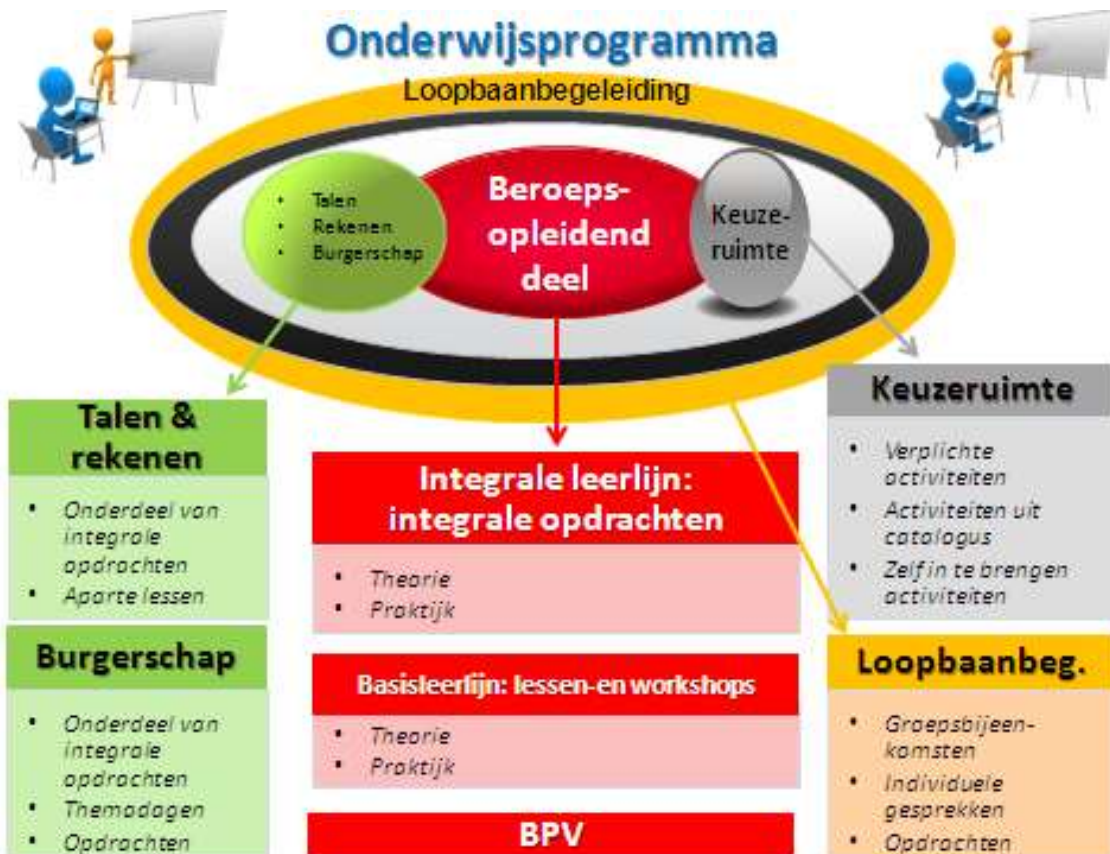 Onderwijsprogramma
Loopbaanbegeleiding
• Talen
• Rekenen
• Burgerschap
Beroeps-
opleidend
deel
Keuze-
ruimte
Talen &
rekenen
• Onderdeel van
integrale
opdrachten
• Aparte lessen
Burgerschap
• Onderdeel van
integrale
opdrachten
• Themadagen
• Opdrachten
Integrale leerlijn:
integrale opdrachten
• Theorie
• Praktijk
Basisleerlijn: lessen-en workshops
• Theorie
• Praktijk
BPV
Keuzeruimte
• Verplichte
activiteiten
• Activiteiten uit
catalogus
• Zelf in te brengen
activiteiten
Loopbaanbeg.
• Groepsbijeen-
komsten
• Individuele
gesprekken
• Opdrachten